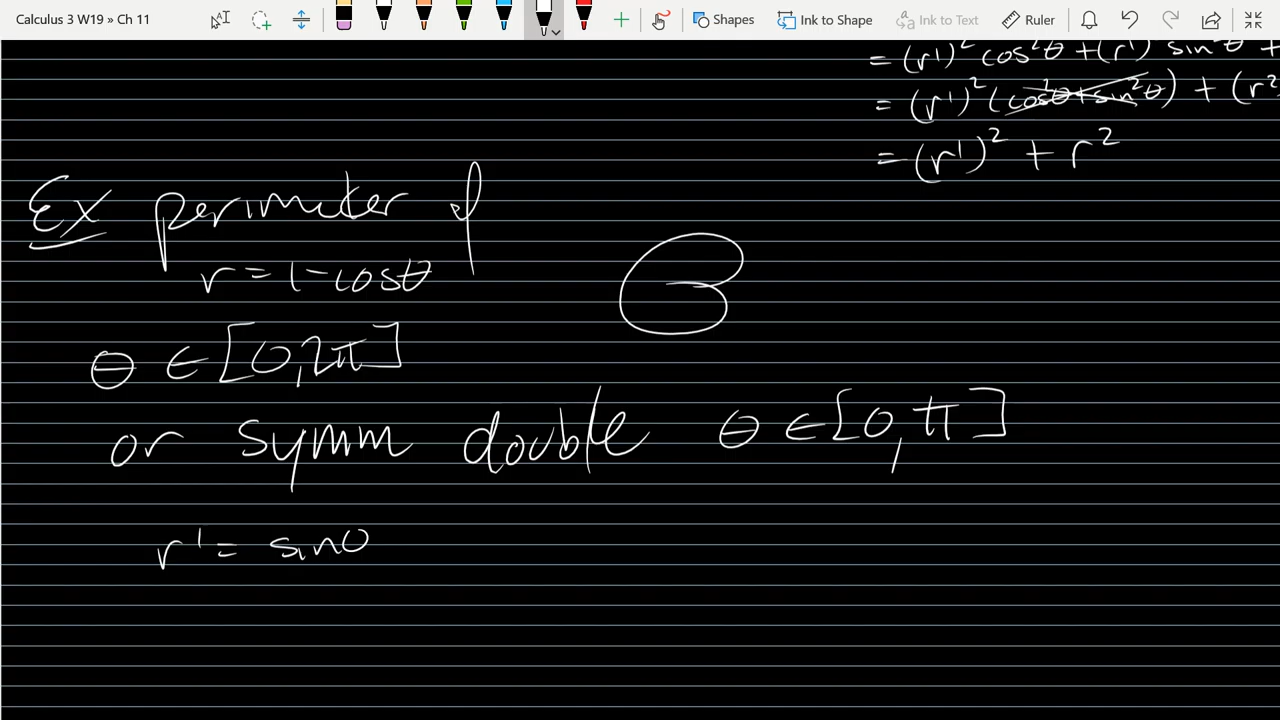 Calculus 3 W19 » Ch 11
Shapes
Ink to Shape
Ink to Text
Ruler
= (r')² cos²θ + (r')² sin²θ +
= (r')² (cos²θ + sin²θ) + (r²
= (r')² + r²
Ex perimeter of
r = 1 - cosθ
θ ∈ [0, 2π]
or symm double θ ∈ [0, π]
r' = sin